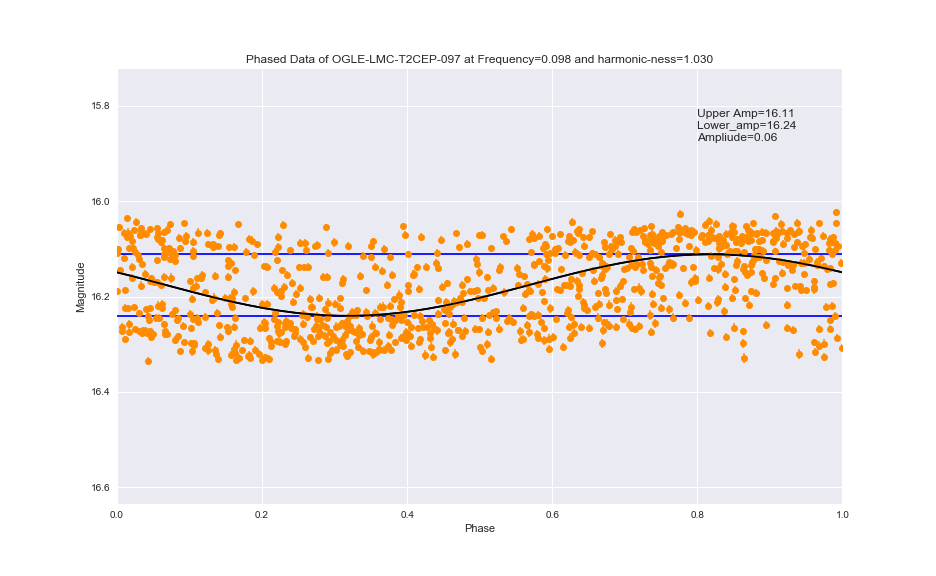 Phased Data of OGLE-LMC-T2CEP-097 at Frequency=0.098 and harmonic-ness=1.030
15.8
Upper Amp=16.11
Lower_amp=16.24
Ampliude=0.06
16.0
Magnitude
16.2
16.4
16.6
0.0 0.2 0.4 0.6 0.8 1.0
Phase